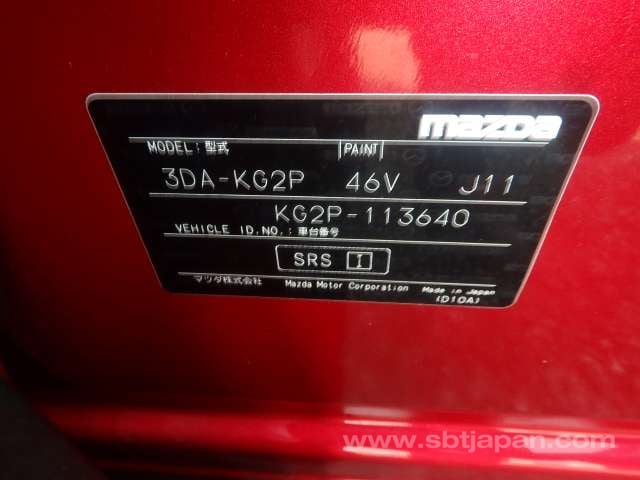 mazda
MODEL:型式 PAINT
3DA-KG2P 46V J11
KG2P-113640
VEHICLE ID.NO.:車台番号
SRS I
マツダ株式会社 Mazda Motor Corporation Made in Japan
(D10A)
www.sbtjapan.com